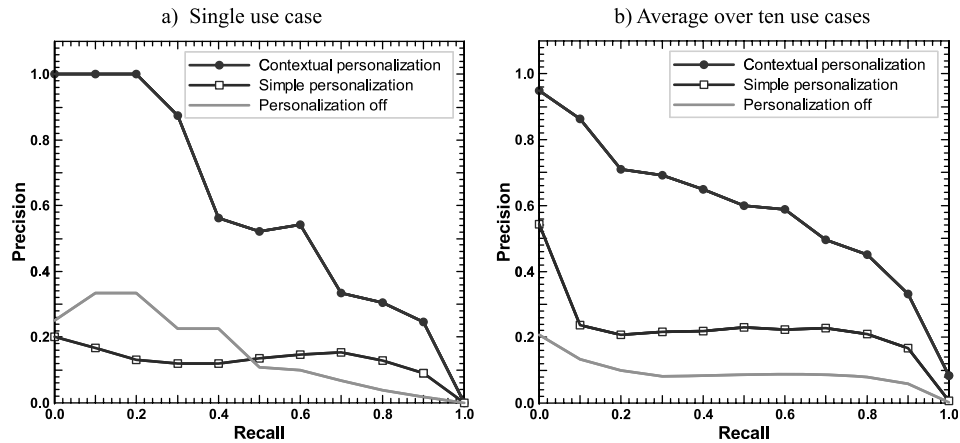 a) Single use case
Contextual personalization
Simple personalization
Personalization off
Precision
1.0
0.8
0.6
0.4
0.2
0.0
0.0 0.2 0.4 0.6 0.8 1.0
Recall
b) Average over ten use cases
Contextual personalization
Simple personalization
Personalization off
Precision
1.0
0.8
0.6
0.4
0.2
0.0
0.0 0.2 0.4 0.6 0.8 1.0
Recall